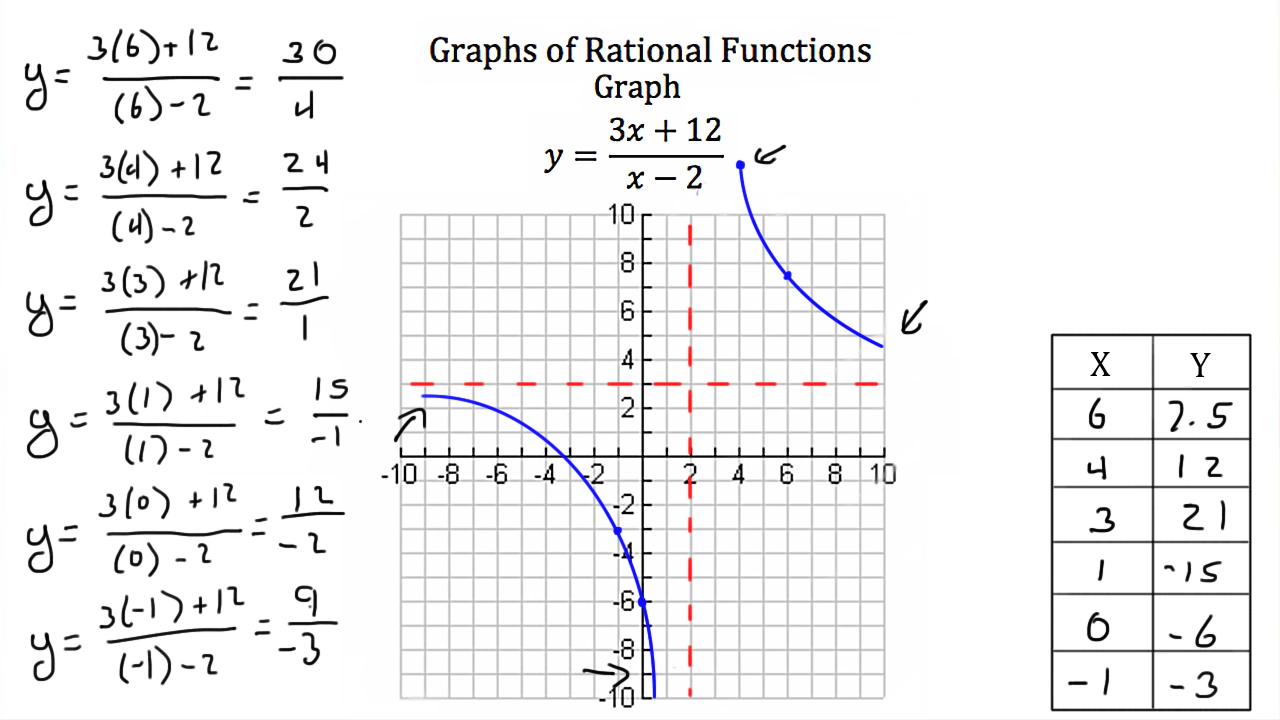 Graphs of Rational Functions
Graph
y = (3x + 12)/(x − 2)
y = (3(6)+12)/((6)-2) = 30/4
y = (3(4)+12)/((4)-2) = 24/2
y = (3(3)+12)/((3)-2) = 21/1
y = (3(1)+12)/((1)-2) = 15/-1
y = (3(0)+12)/((0)-2) = 12/-2
y = (3(-1)+12)/((-1)-2) = 9/-3
10
8
6
4
2
-10 -8 -6 -4 -2 2 4 6 8 10
-2
-4
-6
-8
-10
X Y
6 7.5
4 12
3 21
1 -15
0 -6
-1 -3